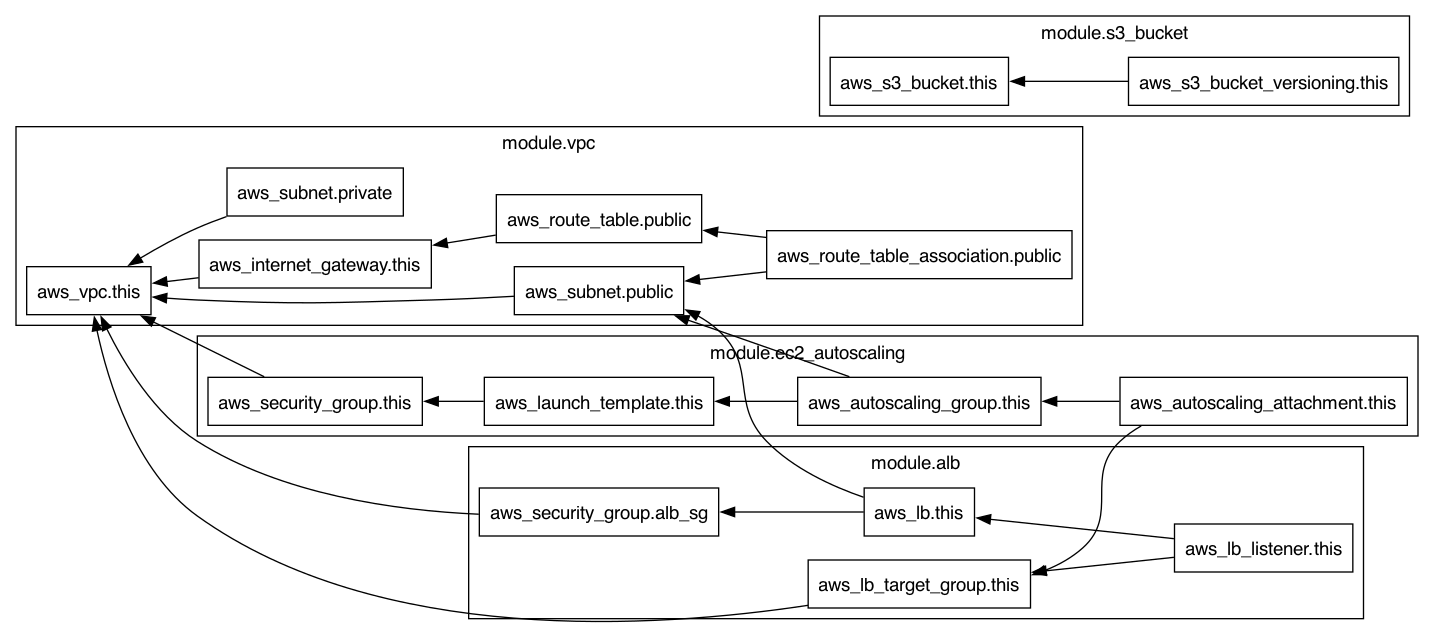 module.s3_bucket
aws_s3_bucket.this
aws_s3_bucket_versioning.this
module.vpc
aws_subnet.private
aws_route_table.public
aws_internet_gateway.this
aws_route_table_association.public
aws_vpc.this
aws_subnet.public
module.ec2_autoscaling
aws_security_group.this
aws_launch_template.this
aws_autoscaling_group.this
aws_autoscaling_attachment.this
module.alb
aws_security_group.alb_sg
aws_lb.this
aws_lb_listener.this
aws_lb_target_group.this